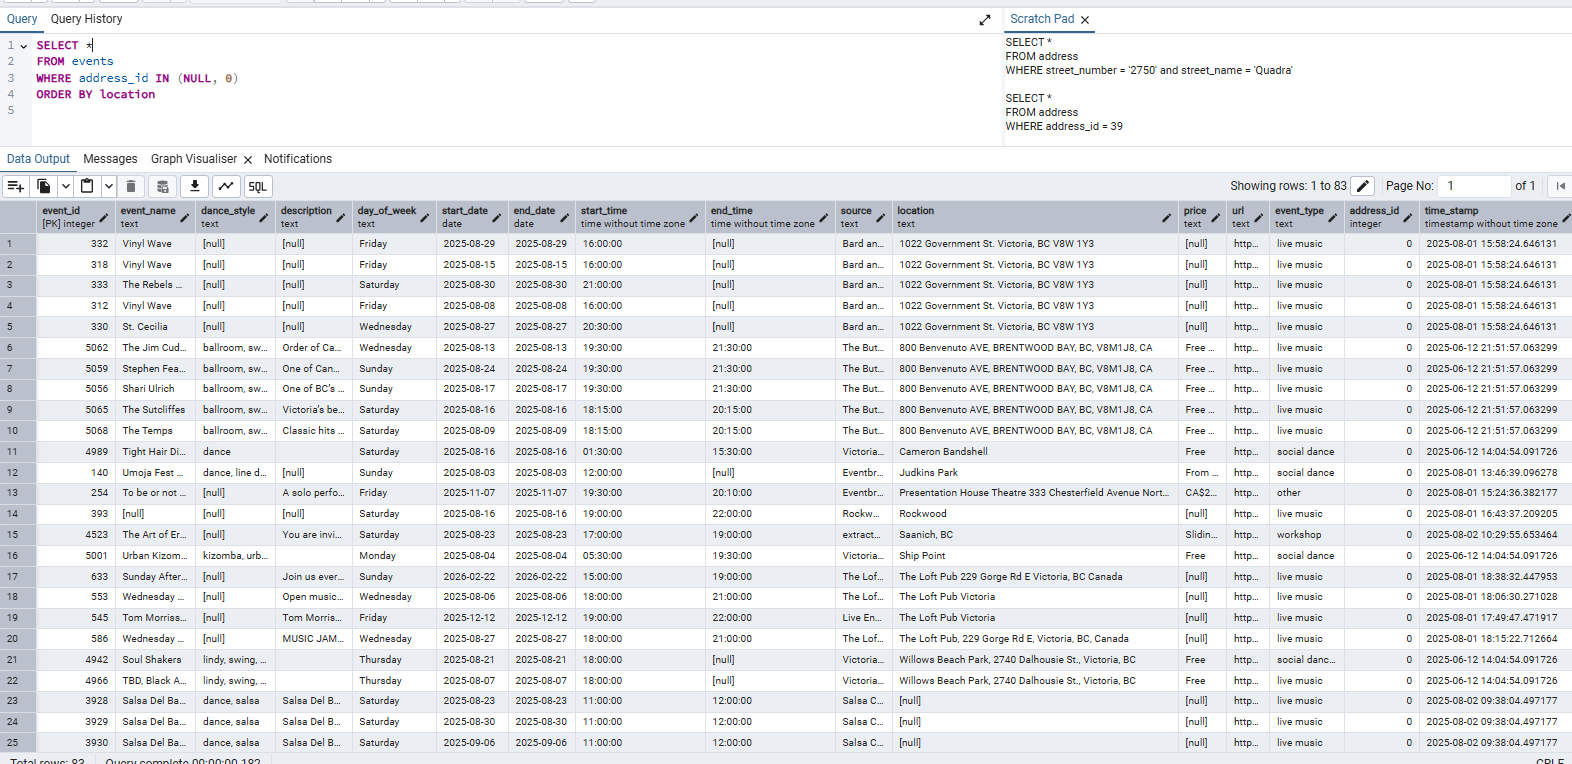 Query Query History
Scratch Pad
1 SELECT *
2 FROM events
3 WHERE address_id IN (NULL, 0)
4 ORDER BY location
5
SELECT *
FROM address
WHERE street_number = '2750' and street_name = 'Quadra'
SELECT *
FROM address
WHERE address_id = 39
Data Output Messages Graph Visualiser Notifications
SQL Showing rows: 1 to 83 Page No: 1 of 1
event_id event_name dance_style description day_of_week start_date end_date start_time end_time source location price url event_type address_id time_stamp
[PK] integer text text text text date date time without time zone time without time zone text text text text text integer timestamp without time zone
1 332 Vinyl Wave [null] [null] Friday 2025-08-29 2025-08-29 16:00:00 [null] Bard an... 1022 Government St. Victoria, BC V8W 1Y3 [null] http... live music 0 2025-08-01 15:58:24.646131
2 318 Vinyl Wave [null] [null] Friday 2025-08-15 2025-08-15 16:00:00 [null] Bard an... 1022 Government St. Victoria, BC V8W 1Y3 [null] http... live music 0 2025-08-01 15:58:24.646131
3 333 The Rebels ... [null] [null] Saturday 2025-08-30 2025-08-30 21:00:00 [null] Bard an... 1022 Government St. Victoria, BC V8W 1Y3 [null] http... live music 0 2025-08-01 15:58:24.646131
4 312 Vinyl Wave [null] [null] Friday 2025-08-08 2025-08-08 16:00:00 [null] Bard an... 1022 Government St. Victoria, BC V8W 1Y3 [null] http... live music 0 2025-08-01 15:58:24.646131
5 330 St. Cecilia [null] [null] Wednesday 2025-08-27 2025-08-27 20:30:00 [null] Bard an... 1022 Government St. Victoria, BC V8W 1Y3 [null] http... live music 0 2025-08-01 15:58:24.646131
6 5062 The Jim Cud... ballroom, sw... Order of Ca... Wednesday 2025-08-13 2025-08-13 19:30:00 21:30:00 The But... 800 Benvenuto AVE, BRENTWOOD BAY, BC, V8M1J8, CA Free ... http... live music 0 2025-06-12 21:51:57.063299
7 5059 Stephen Fea... ballroom, sw... One of Can... Sunday 2025-08-24 2025-08-24 19:30:00 21:30:00 The But... 800 Benvenuto AVE, BRENTWOOD BAY, BC, V8M1J8, CA Free ... http... live music 0 2025-06-12 21:51:57.063299
8 5056 Shari Ulrich ballroom, sw... One of BC's ... Sunday 2025-08-17 2025-08-17 19:30:00 21:30:00 The But... 800 Benvenuto AVE, BRENTWOOD BAY, BC, V8M1J8, CA Free ... http... live music 0 2025-06-12 21:51:57.063299
9 5065 The Sutcliffes ballroom, sw... Victoria's be... Saturday 2025-08-16 2025-08-16 18:15:00 20:15:00 The But... 800 Benvenuto AVE, BRENTWOOD BAY, BC, V8M1J8, CA Free ... http... live music 0 2025-06-12 21:51:57.063299
10 5068 The Temps ballroom, sw... Classic hits ... Saturday 2025-08-09 2025-08-09 18:15:00 20:15:00 The But... 800 Benvenuto AVE, BRENTWOOD BAY, BC, V8M1J8, CA Free ... http... live music 0 2025-06-12 21:51:57.063299
11 4989 Tight Hair Di... dance Saturday 2025-08-16 2025-08-16 01:30:00 15:30:00 Victoria... Cameron Bandshell Free http... social dance 0 2025-06-12 14:04:54.091726
12 140 Umoja Fest ... dance, line d... [null] Sunday 2025-08-03 2025-08-03 12:00:00 [null] Eventbr... Judkins Park From ... http... social dance 0 2025-08-01 13:46:39.096278
13 254 To be or not ... [null] A solo perfo... Friday 2025-11-07 2025-11-07 19:30:00 20:10:00 Eventbr... Presentation House Theatre 333 Chesterfield Avenue Nort... CA$2... http... other 0 2025-08-01 15:24:36.382177
14 393 [null] [null] [null] Saturday 2025-08-16 2025-08-16 19:00:00 22:00:00 Rockw... Rockwood [null] http... live music 0 2025-08-01 16:43:37.209205
15 4523 The Art of Er... [null] You are invi... Saturday 2025-08-23 2025-08-23 17:00:00 19:00:00 extract... Saanich, BC Slidin... http... workshop 0 2025-08-02 10:29:55.653464
16 5001 Urban Kizom... kizomba, urb... Monday 2025-08-04 2025-08-04 05:30:00 19:30:00 Victoria... Ship Point Free http... social dance 0 2025-06-12 14:04:54.091726
17 633 Sunday After... [null] Join us ever... Sunday 2026-02-22 2026-02-22 15:00:00 19:00:00 The Lof... The Loft Pub 229 Gorge Rd E Victoria, BC Canada [null] http... live music 0 2025-08-01 18:38:32.447953
18 553 Wednesday ... [null] Open music... Wednesday 2025-08-06 2025-08-06 18:00:00 21:00:00 The Lof... The Loft Pub Victoria [null] http... live music 0 2025-08-01 18:06:30.271028
19 545 Tom Morriss... [null] Tom Morris... Friday 2025-12-12 2025-12-12 19:00:00 22:00:00 Live En... The Loft Pub Victoria [null] http... live music 0 2025-08-01 17:49:47.471917
20 586 Wednesday ... [null] MUSIC JAM... Wednesday 2025-08-27 2025-08-27 18:00:00 21:00:00 The Lof... The Loft Pub, 229 Gorge Rd E, Victoria, BC, Canada [null] http... live music 0 2025-08-01 18:15:22.712664
21 4942 Soul Shakers lindy, swing, ... Thursday 2025-08-21 2025-08-21 18:00:00 [null] Victoria... Willows Beach Park, 2740 Dalhousie St., Victoria, BC Free http... social danc... 0 2025-06-12 14:04:54.091726
22 4966 TBD, Black A... lindy, swing, ... Thursday 2025-08-07 2025-08-07 18:00:00 [null] Victoria... Willows Beach Park, 2740 Dalhousie St., Victoria, BC Free http... live music 0 2025-06-12 14:04:54.091726
23 3928 Salsa Del Ba... dance, salsa Salsa Del B... Saturday 2025-08-23 2025-08-23 11:00:00 12:00:00 Salsa C... [null] [null] http... live music 0 2025-08-02 09:38:04.497177
24 3929 Salsa Del Ba... dance, salsa Salsa Del B... Saturday 2025-08-30 2025-08-30 11:00:00 12:00:00 Salsa C... [null] [null] http... live music 0 2025-08-02 09:38:04.497177
25 3930 Salsa Del Ba... dance, salsa Salsa Del B... Saturday 2025-09-06 2025-09-06 11:00:00 12:00:00 Salsa C... [null] [null] http... live music 0 2025-08-02 09:38:04.497177
Total rows: 83 Query complete 00:00:00.182 CRLF